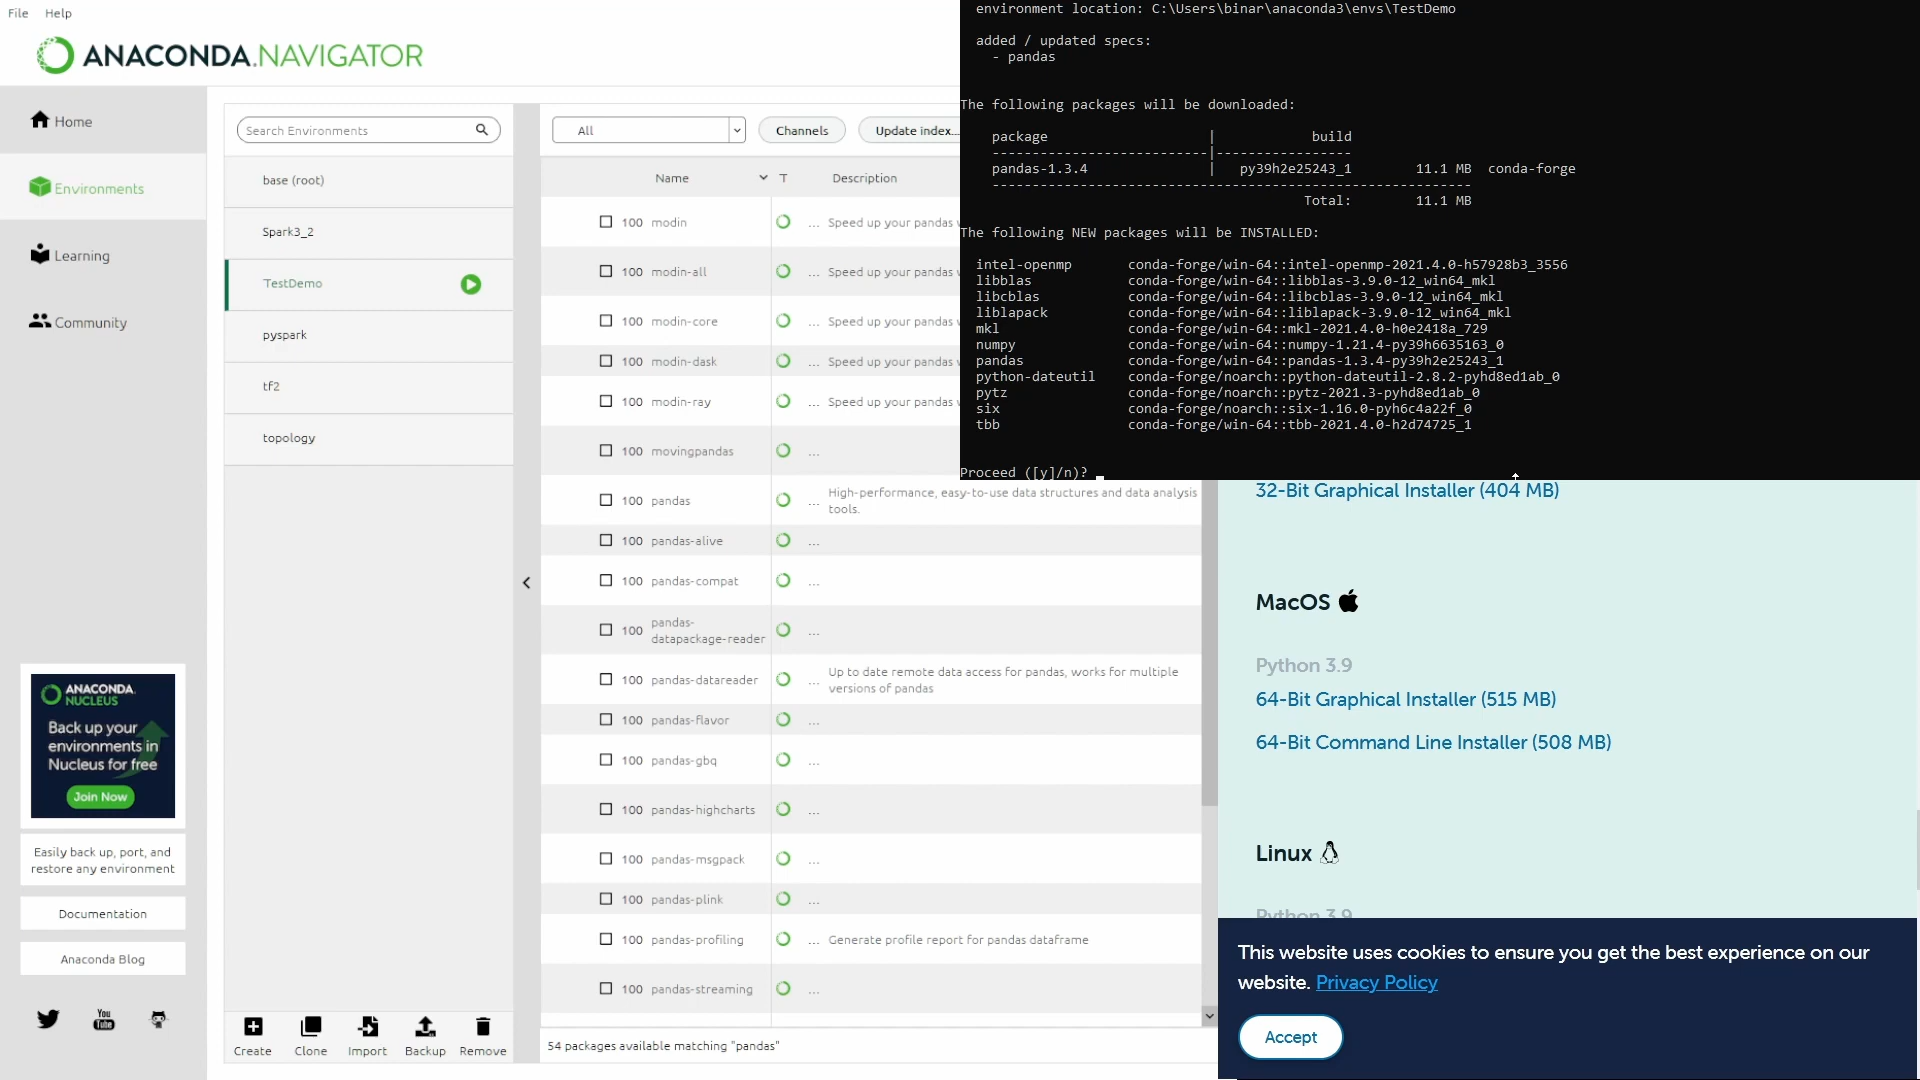 File Help
ANACONDA.NAVIGATOR
Home
Environments
Learning
Community
ANACONDA.
NUCLEUS
Back up your
environments in
Nucleus for free
Join Now
Easily back up, port, and
restore any environment
Documentation
Anaconda Blog
You
Tube
Search Environments
base (root)
Spark3_2
TestDemo
pyspark
tf2
topology
Create Clone Import Backup Remove
All Channels Update index...
Name T Description
100 modin ... Speed up your pandas
100 modin-all ... Speed up your pandas
100 modin-core ... Speed up your pandas
100 modin-dask ... Speed up your pandas
100 modin-ray ... Speed up your pandas
100 movingpandas ...
100 pandas ... High-performance, easy-to-use data structures and data analysis
tools.
100 pandas-alive ...
100 pandas-compat ...
100 pandas-
datapackage-reader ...
100 pandas-datareader ... Up to date remote data access for pandas, works for multiple
versions of pandas
100 pandas-flavor ...
100 pandas-gbq ...
100 pandas-highcharts ...
100 pandas-msgpack ...
100 pandas-plink ...
100 pandas-profiling ... Generate profile report for pandas dataframe
100 pandas-streaming ...
54 packages available matching "pandas"
environment location: C:\Users\binar\anaconda3\envs\TestDemo
added / updated specs:
- pandas
The following packages will be downloaded:
package | build
---------------------------|-----------------
pandas-1.3.4 | py39h2e25243_1 11.1 MB conda-forge
------------------------------------------------------------
Total: 11.1 MB
The following NEW packages will be INSTALLED:
intel-openmp conda-forge/win-64::intel-openmp-2021.4.0-h57928b3_3556
libblas conda-forge/win-64::libblas-3.9.0-12_win64_mkl
libcblas conda-forge/win-64::libcblas-3.9.0-12_win64_mkl
liblapack conda-forge/win-64::liblapack-3.9.0-12_win64_mkl
mkl conda-forge/win-64::mkl-2021.4.0-h0e2418a_729
numpy conda-forge/win-64::numpy-1.21.4-py39h6635163_0
pandas conda-forge/win-64::pandas-1.3.4-py39h2e25243_1
python-dateutil conda-forge/noarch::python-dateutil-2.8.2-pyhd8ed1ab_0
pytz conda-forge/noarch::pytz-2021.3-pyhd8ed1ab_0
six conda-forge/noarch::six-1.16.0-pyh6c4a22f_0
tbb conda-forge/win-64::tbb-2021.4.0-h2d74725_1
Proceed ([y]/n)?
32-Bit Graphical Installer (404 MB)
MacOS
Python 3.9
64-Bit Graphical Installer (515 MB)
64-Bit Command Line Installer (508 MB)
Linux
Python 3.9
This website uses cookies to ensure you get the best experience on our
website. Privacy Policy
Accept